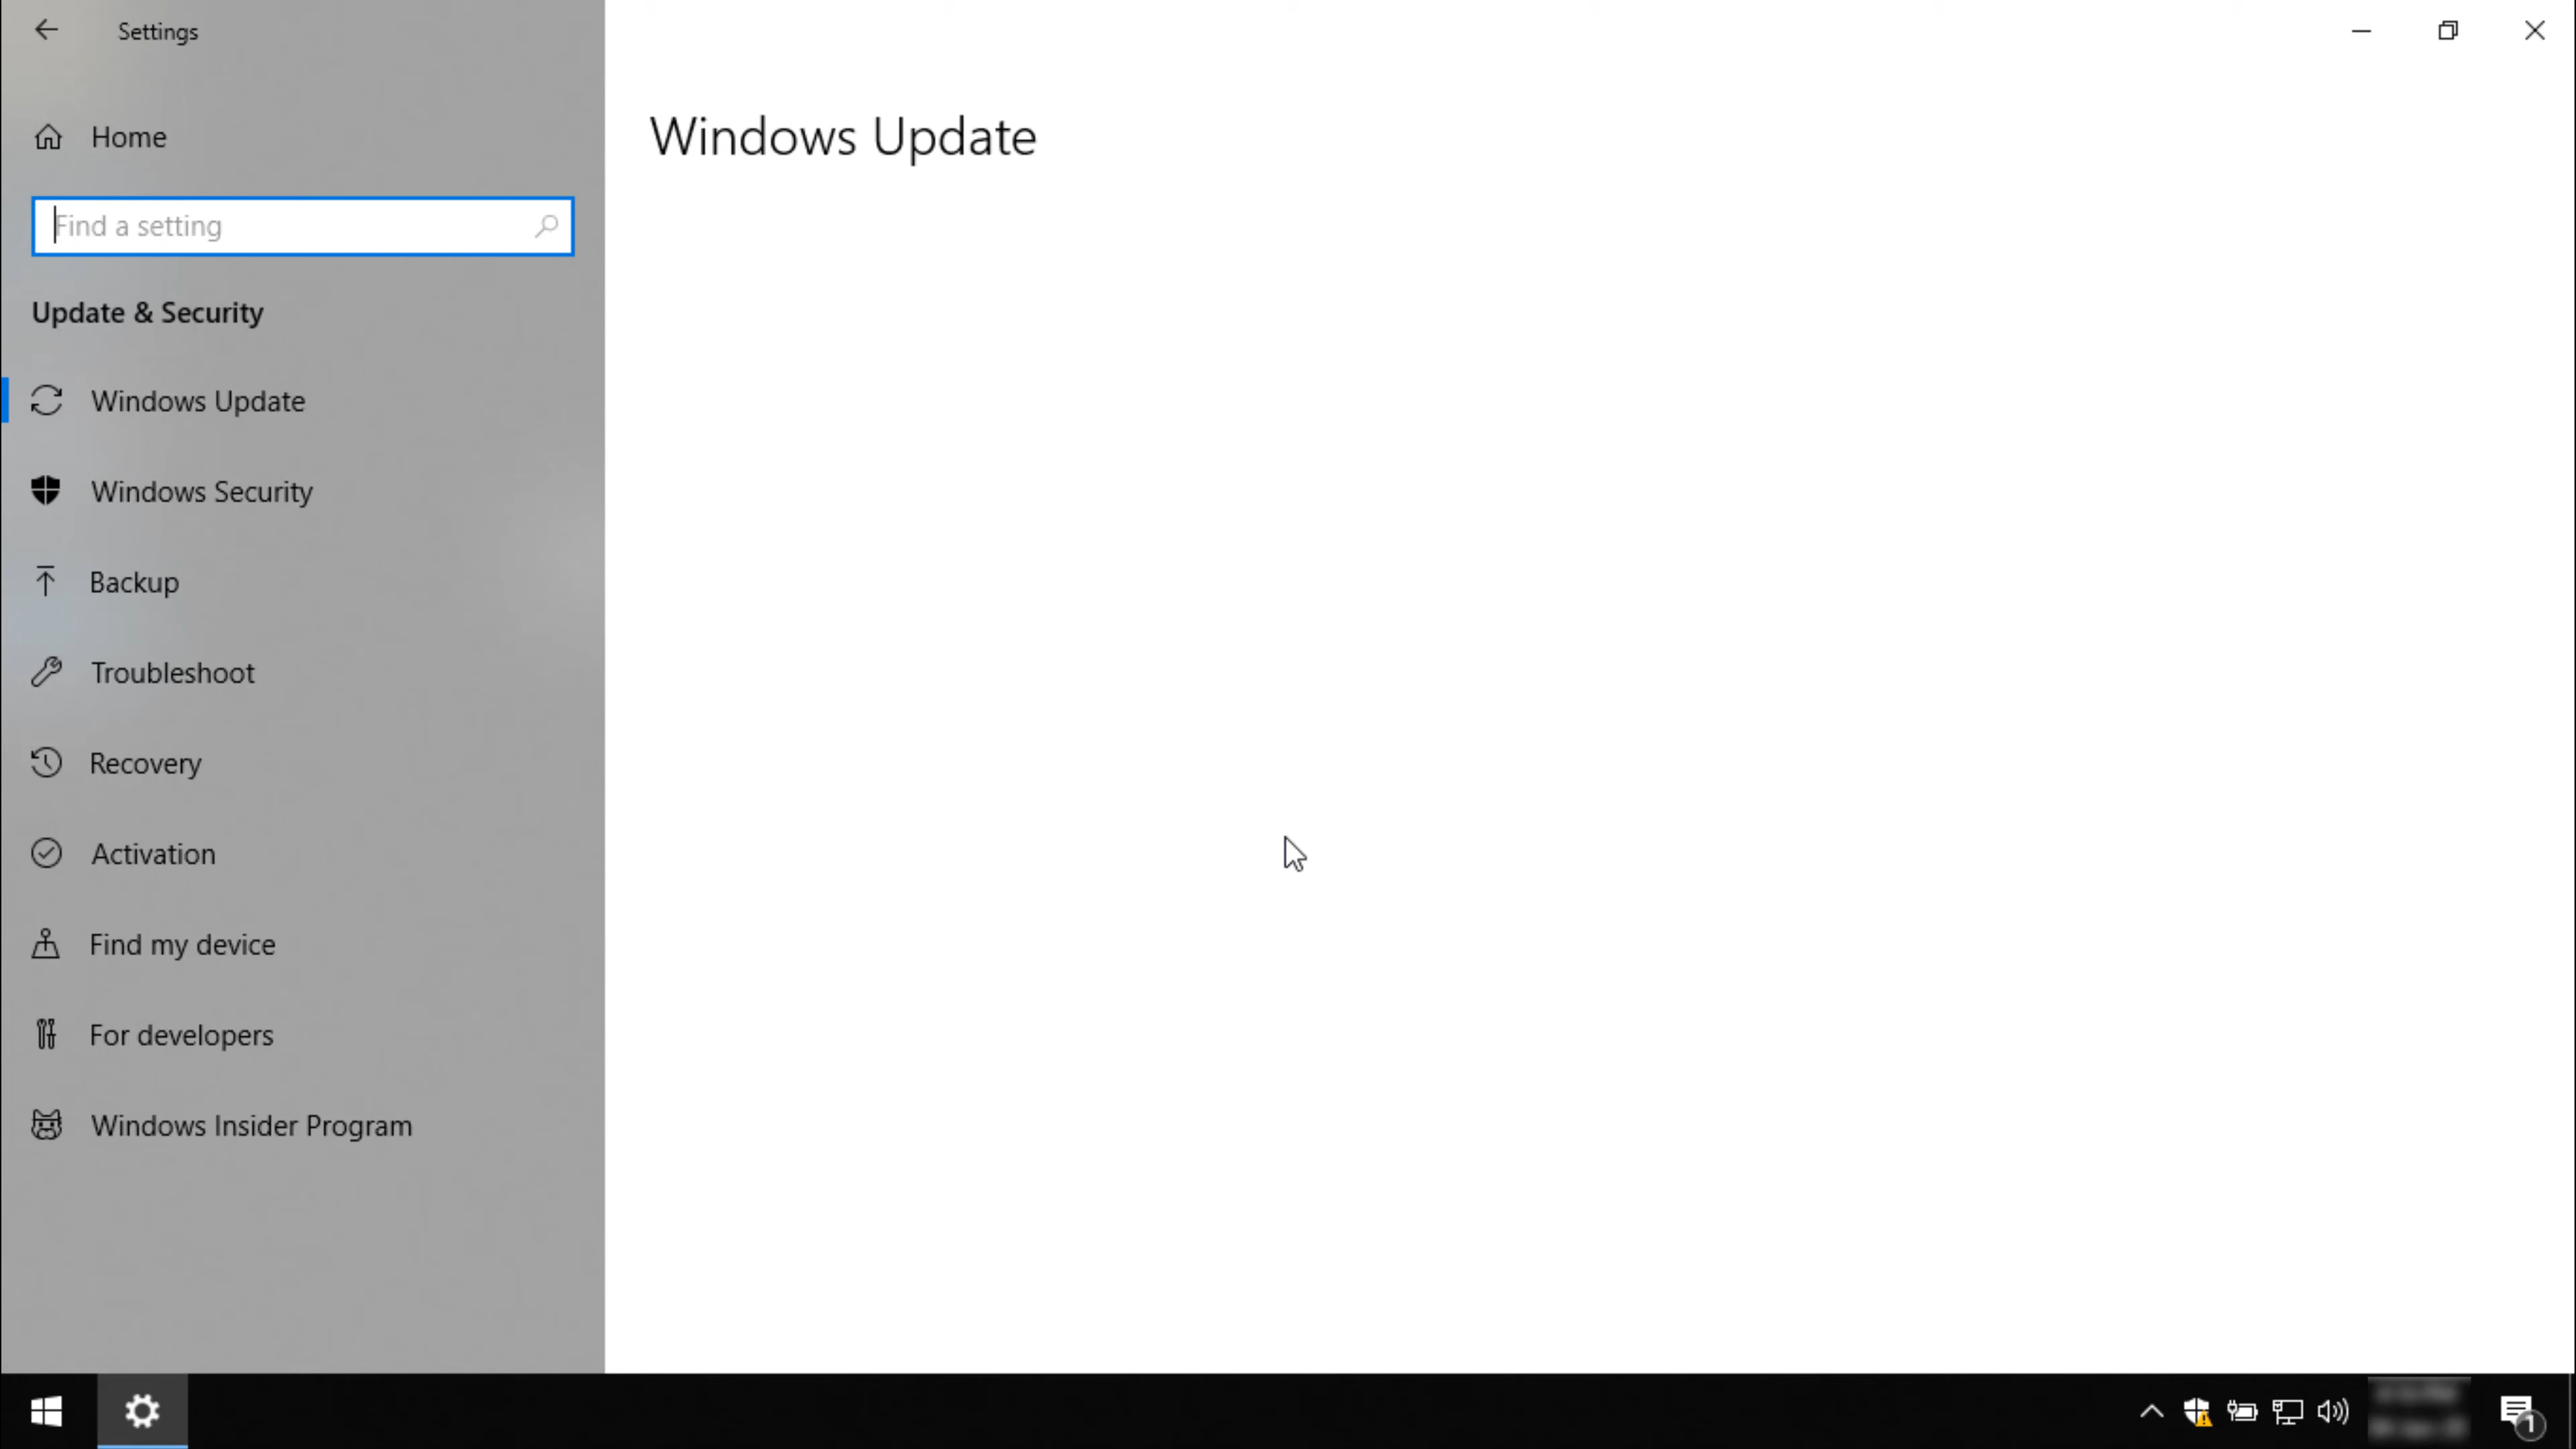 Settings
Home
Find a setting
Update & Security
Windows Update
Windows Security
Backup
Troubleshoot
Recovery
Activation
Find my device
For developers
Windows Insider Program
Windows Update
1